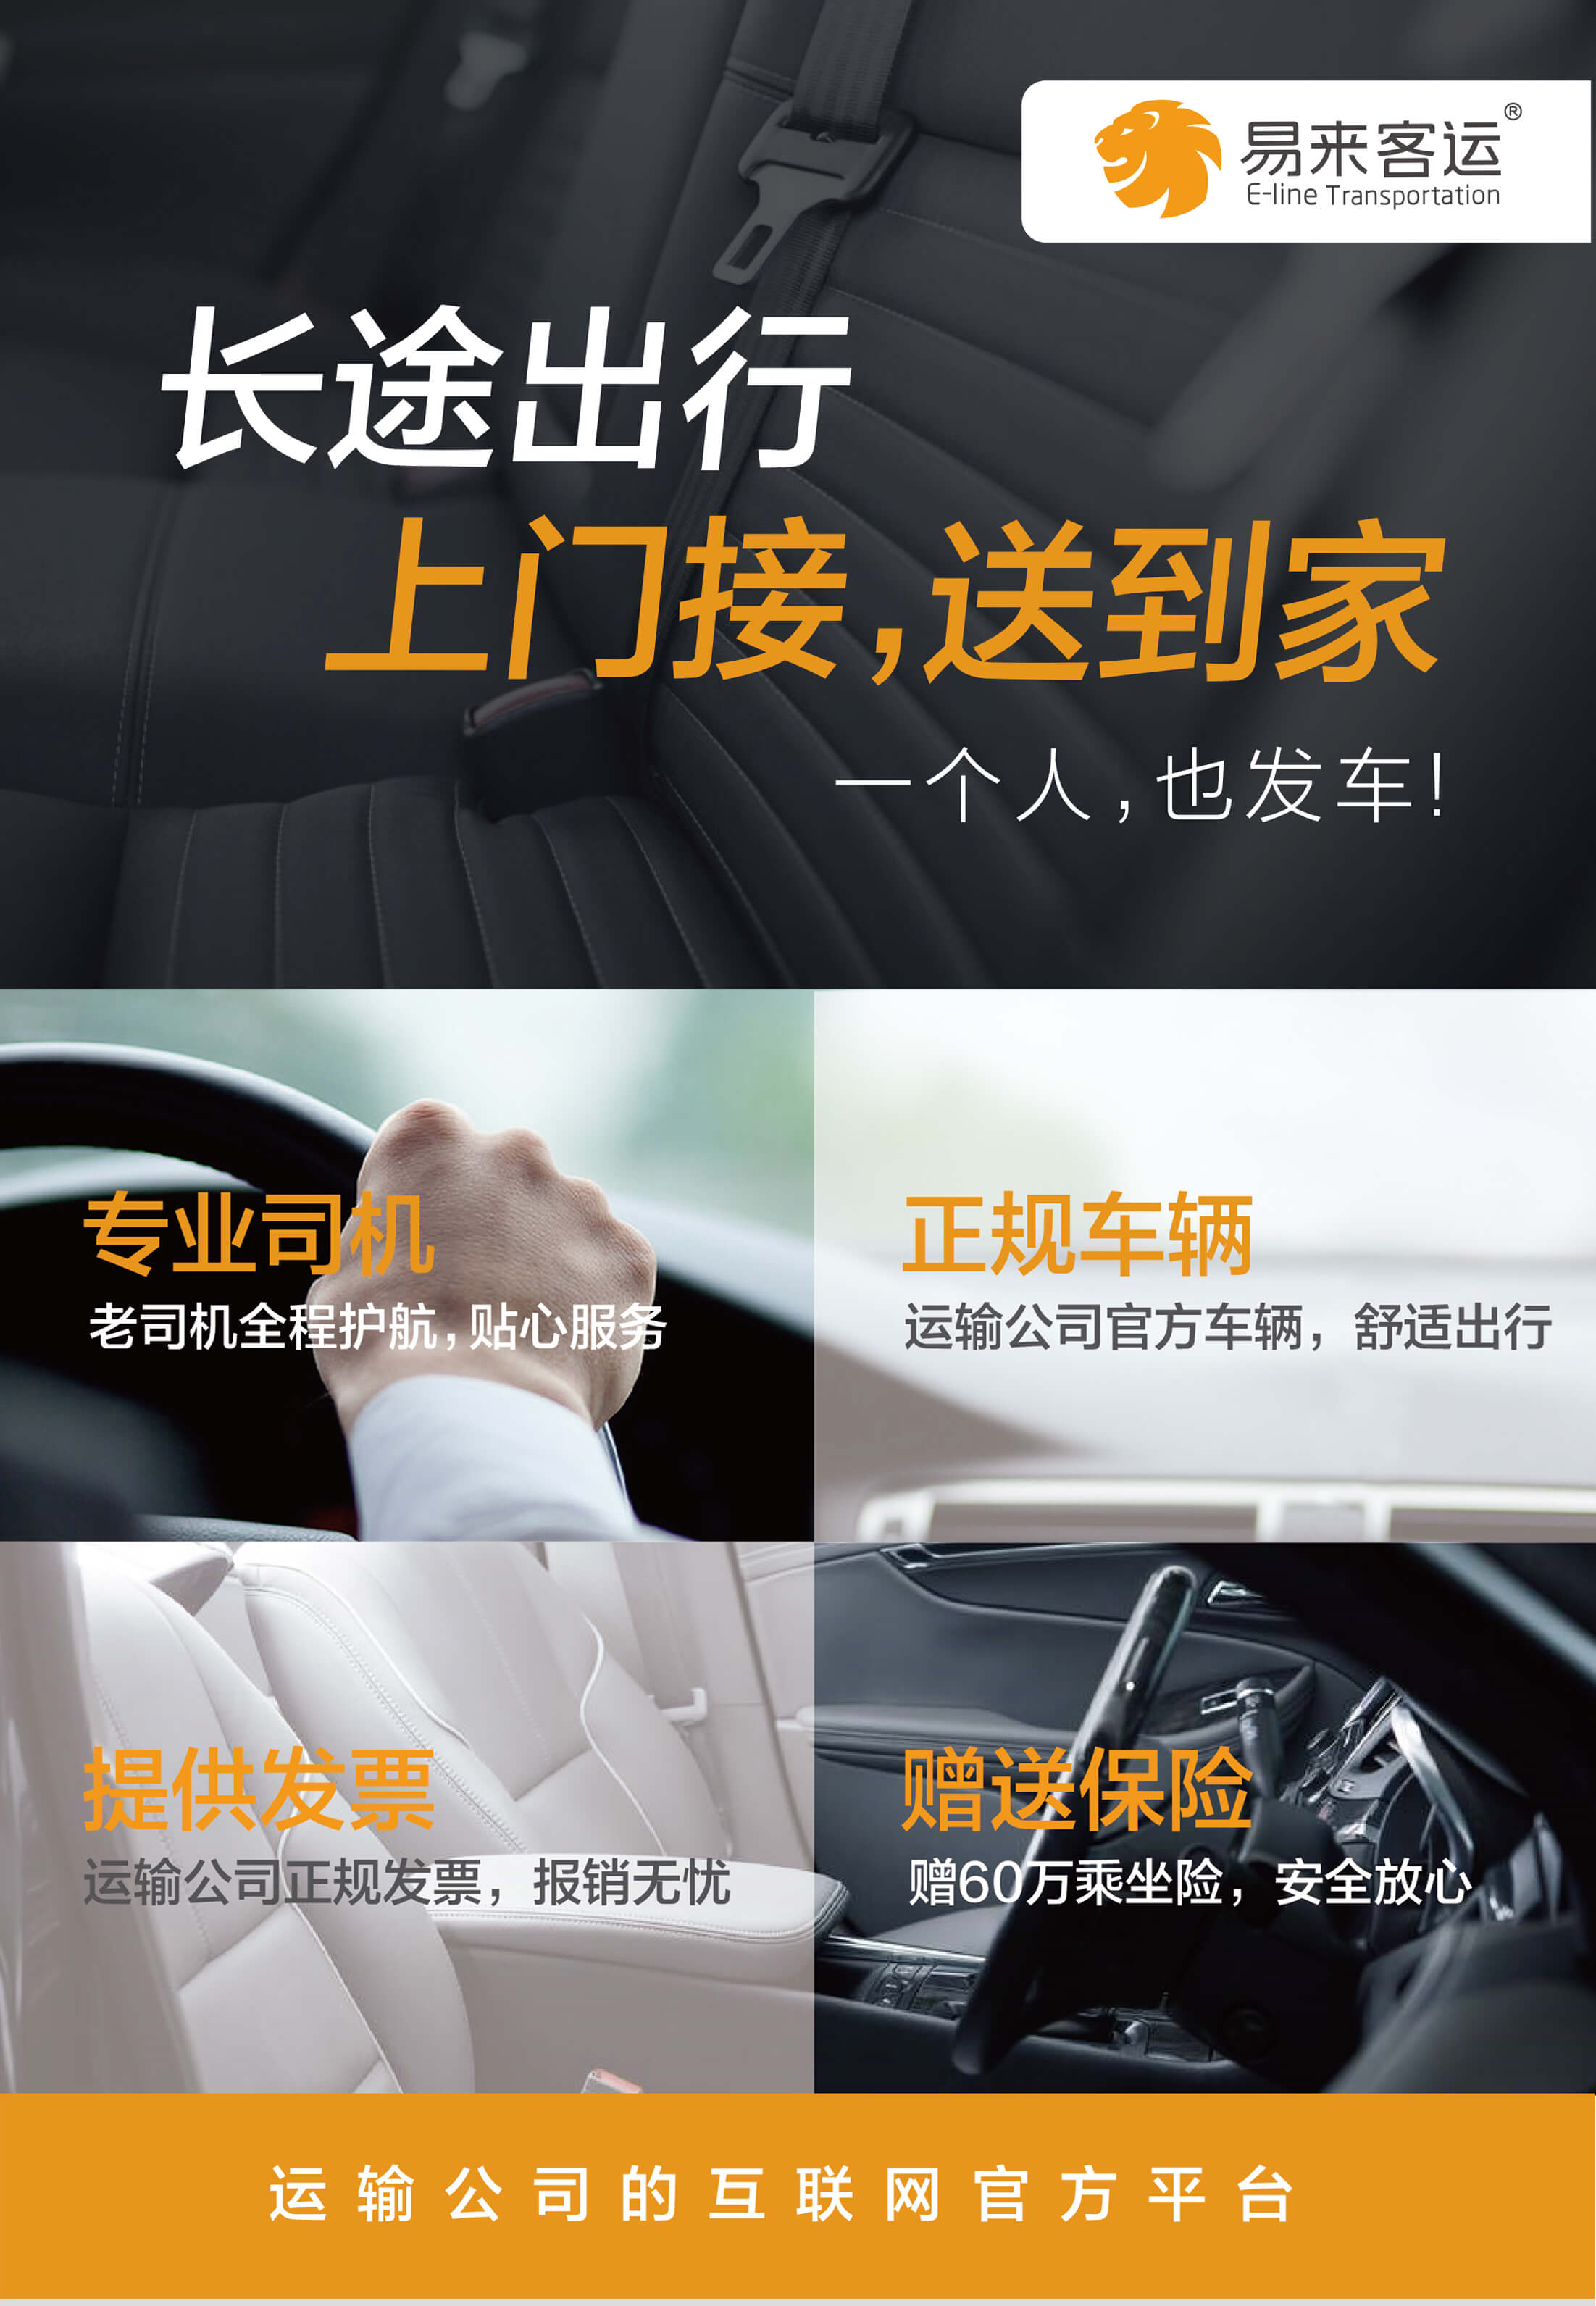 易来客运®
E-line Transportation
长途出行
上门接,送到家
一个人,也发车!
专业司机
老司机全程护航,贴心服务
正规车辆
运输公司官方车辆，舒适出行
提供发票
运输公司正规发票，报销无忧
赠送保险
赠60万乘坐险，安全放心
运输公司的互联网官方平台